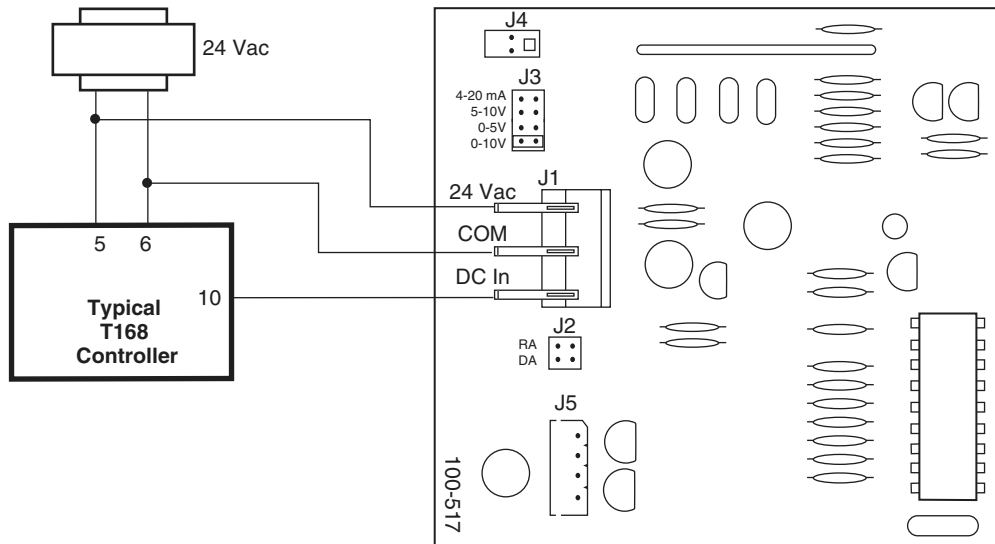 24 Vac
5 6
10
Typical
T168
Controller
J4
J3
4-20 mA
5-10V
0-5V
0-10V
J1
24 Vac
COM
DC In
J2
RA
DA
J5
100-517